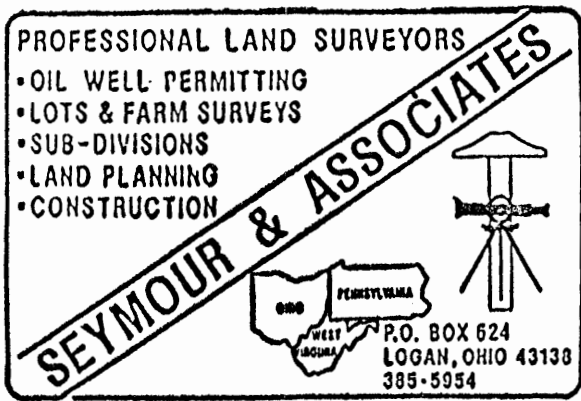 PROFESSIONAL LAND SURVEYORS
•OIL WELL PERMITTING
•LOTS & FARM SURVEYS
•SUB-DIVISIONS
•LAND PLANNING
•CONSTRUCTION
SEYMOUR & ASSOCIATES
OHIO
PENNSYLVANIA
WEST
VIRGINIA
P.O. BOX 624
LOGAN, OHIO 43138
385-5954